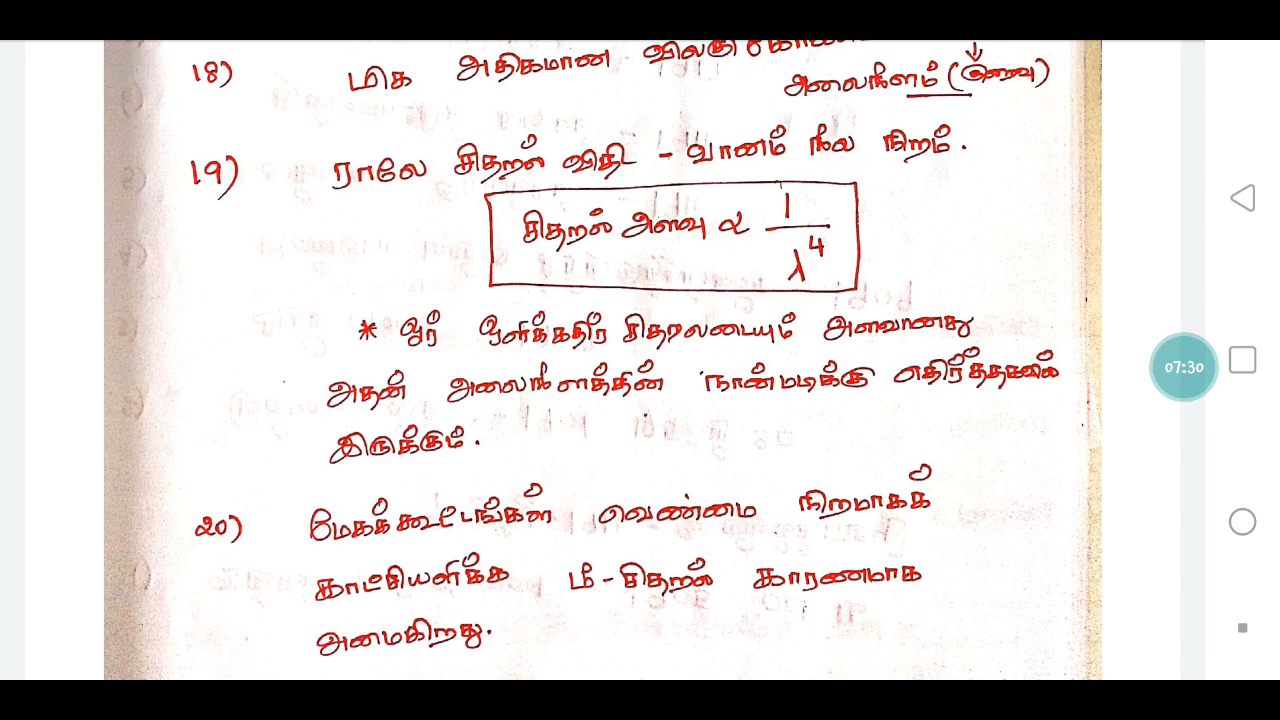 18) மிக அதிகமான விலகு
அலைநீளம் (குறைவு)
19) ராலே சிதறல் விதி - வானம் நீல நிறம்.
சிதறல் அளவு ∝ 1/λ⁴
* ஓர் ஒளிக்கதிர் சிதறலடையும் அளவானது
அதன் அலைநீளத்தின் நான்மடிக்கு எதிர்த்தகவில்
இருக்கும்.
07:30
20) மேகக்கூட்டங்கள் வெண்மை நிறமாகக்
காட்சியளிக்க மீ-சிதறல் காரணமாக
அமைகிறது.